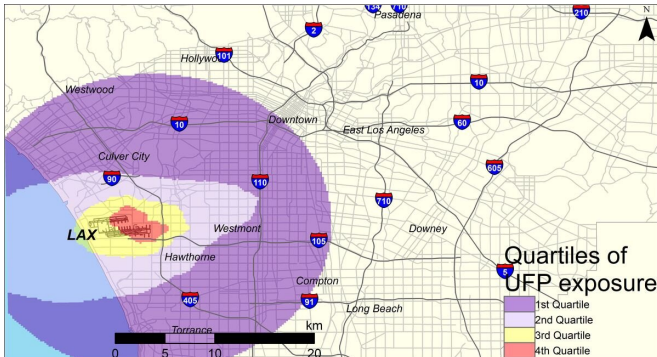 134
710
Pasadena
210
N
2
101
Hollywo
Westwood
10
10
Downtown
60
East Los Angeles
Culver City
605
90
110
710
LAX
Westmont
Downey
105
Hawthorne
Quartiles of
UFP exposure
5
Compton
405
91
Long Beach
1st Quartile
2nd Quartile
3rd Quartile
4th Quartile
km
Torrance
0 5 10 20